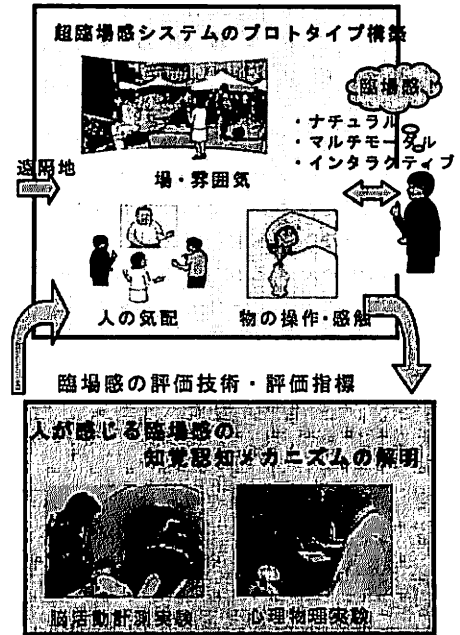 超臨場感システムのプロトタイプ構築
臨場感
・ナチュラル
・マルチモーダル
・インタラクティブ
適用地
場・雰囲気
人の気配
物の操作・感触
臨場感の評価技術・評価指標
人が感じる臨場感の
知覚認知メカニズムの解明
脳活動計測実験
心理物理実験